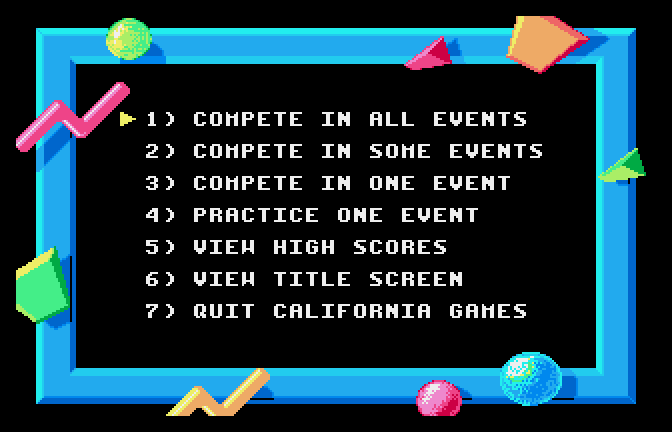 1) COMPETE IN ALL EVENTS
2) COMPETE IN SOME EVENTS
3) COMPETE IN ONE EVENT
4) PRACTICE ONE EVENT
5) VIEW HIGH SCORES
6) VIEW TITLE SCREEN
7) QUIT CALIFORNIA GAMES